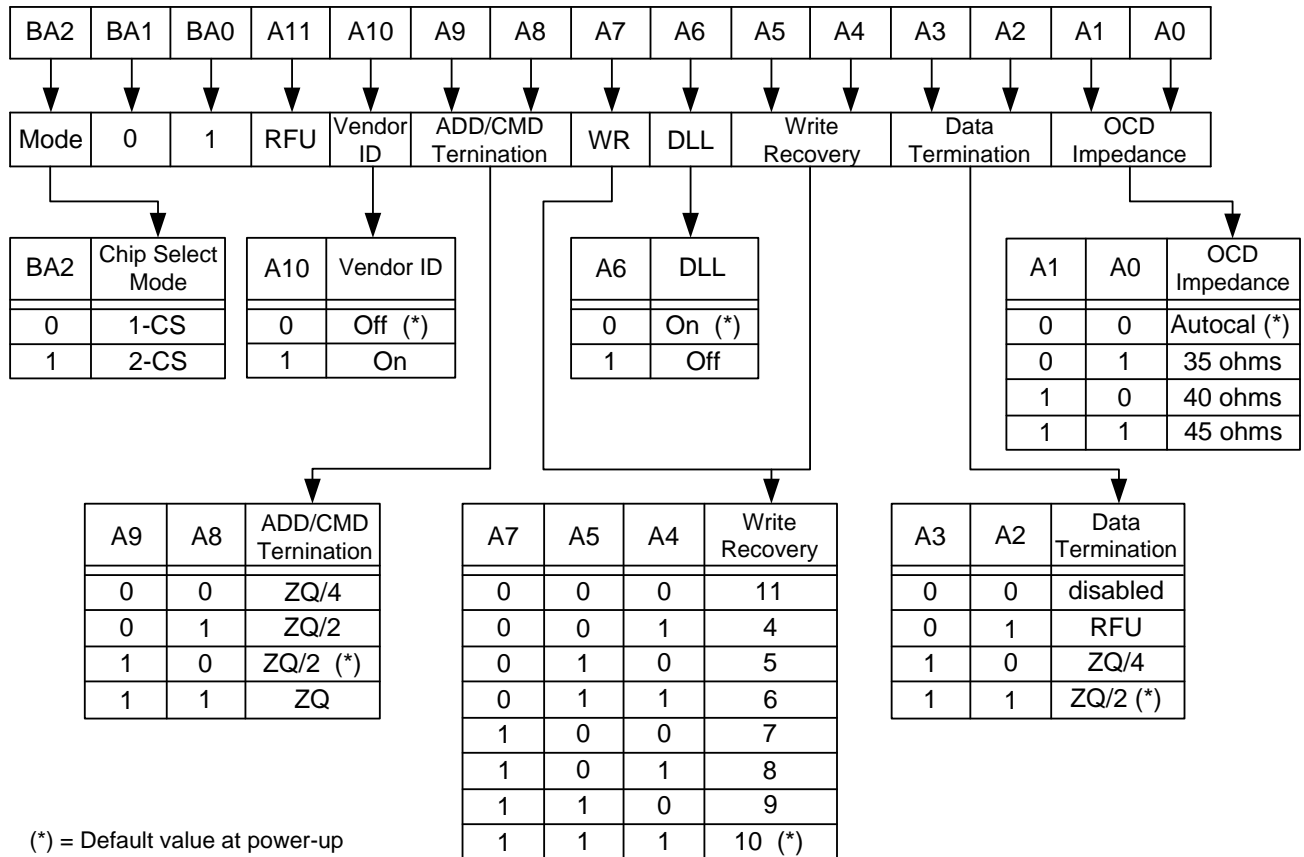 BA2 BA1 BA0 A11 A10 A9 A8 A7 A6 A5 A4 A3 A2 A1 A0
Mode 0 1 RFU Vendor ID ADD/CMD Ternination WR DLL Write Recovery Data Termination OCD Impedance
BA2 Chip Select Mode
0 1-CS
1 2-CS
A10 Vendor ID
0 Off (*)
1 On
A6 DLL
0 On (*)
1 Off
A1 A0 OCD Impedance
0 0 Autocal (*)
0 1 35 ohms
1 0 40 ohms
1 1 45 ohms
A9 A8 ADD/CMD Ternination
0 0 ZQ/4
0 1 ZQ/2
1 0 ZQ/2 (*)
1 1 ZQ
A7 A5 A4 Write Recovery
0 0 0 11
0 0 1 4
0 1 0 5
0 1 1 6
1 0 0 7
1 0 1 8
1 1 0 9
1 1 1 10 (*)
A3 A2 Data Termination
0 0 disabled
0 1 RFU
1 0 ZQ/4
1 1 ZQ/2 (*)
(*) = Default value at power-up